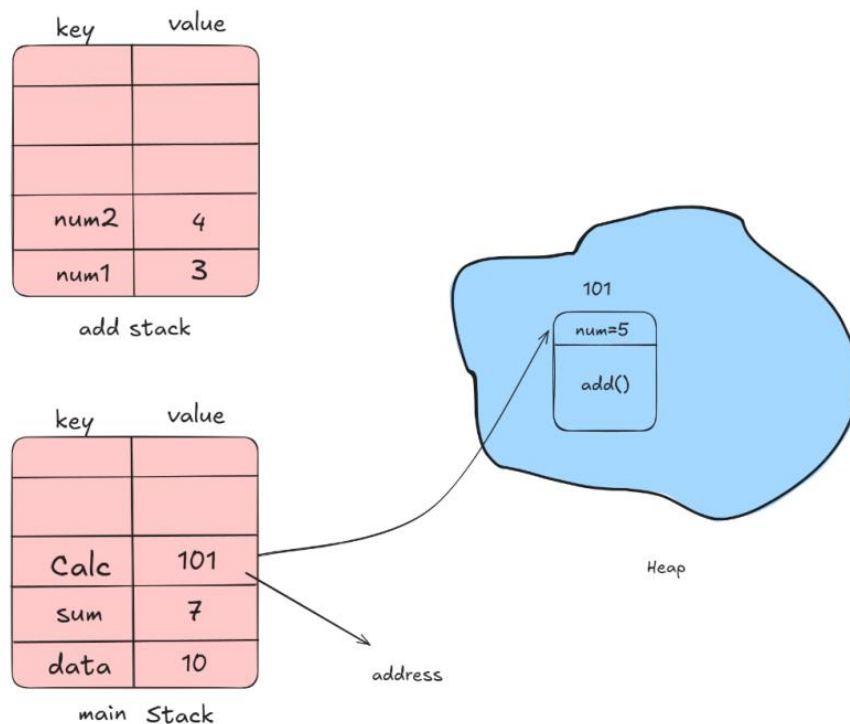 key value
num2 4
num1 3
add stack
key value
Calc 101
sum 7
data 10
main Stack
address
101
num=5
add()
Heap